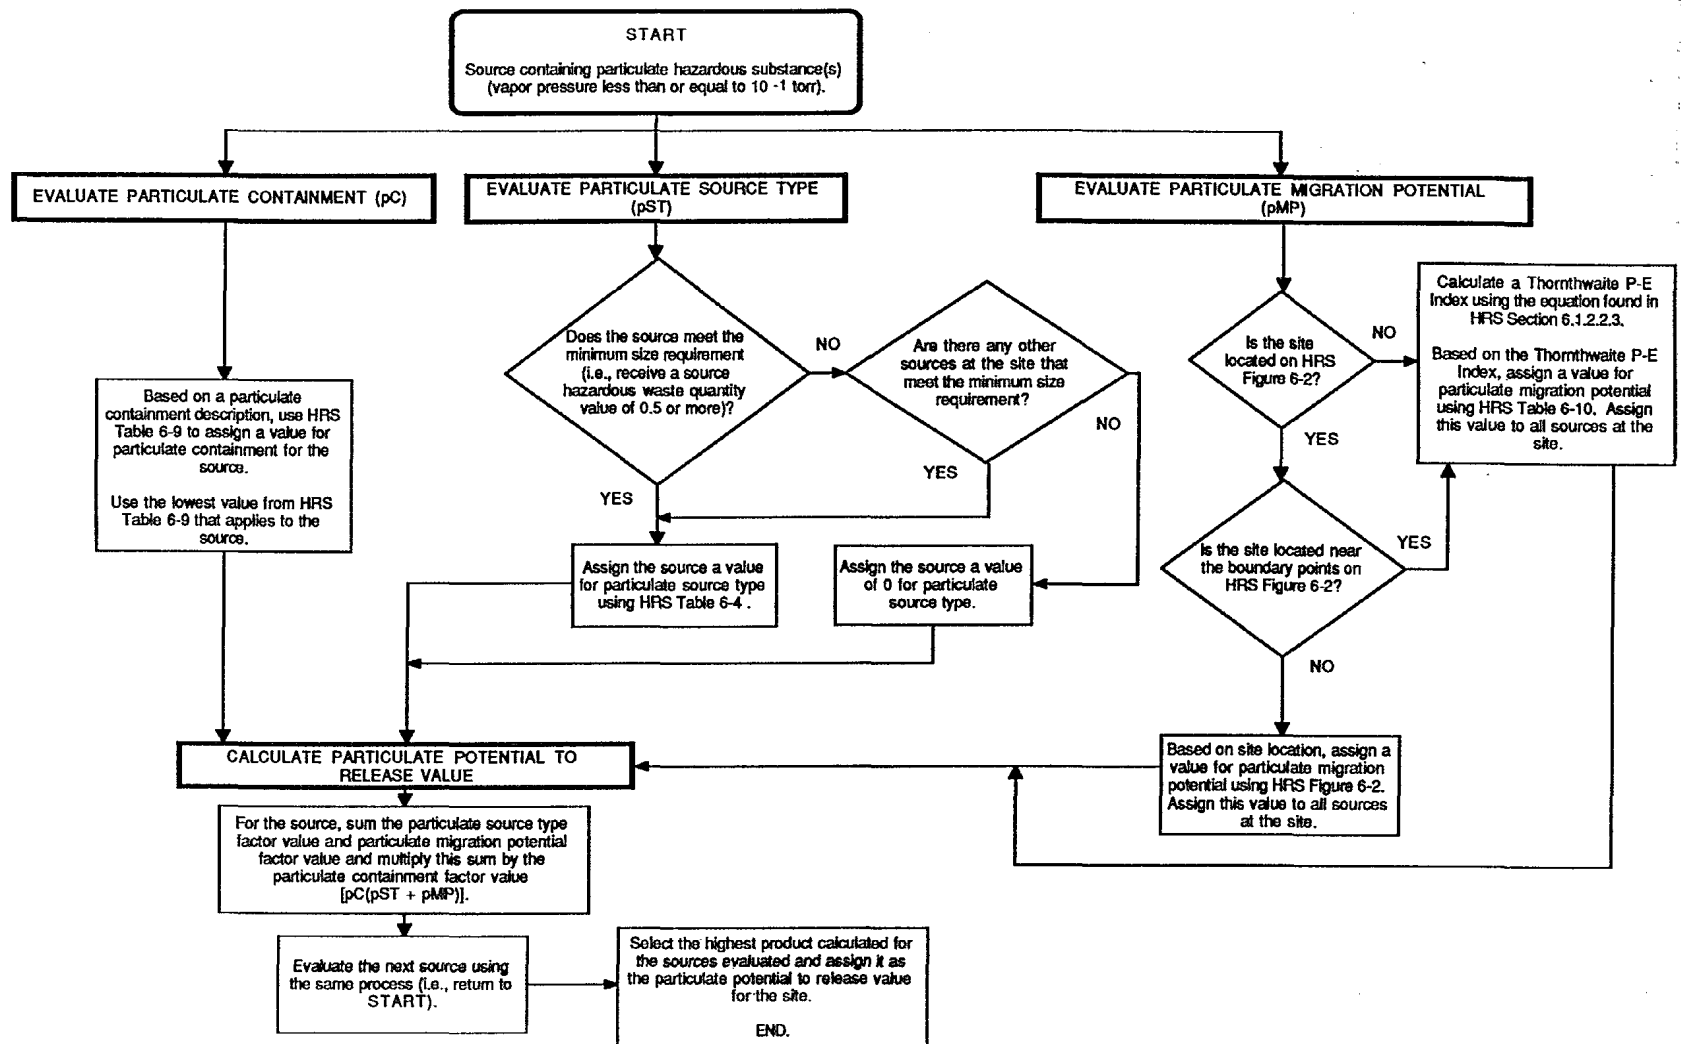 START
Source containing particulate hazardous substance(s)
(vapor pressure less than or equal to 10 -1 torr).
EVALUATE PARTICULATE CONTAINMENT (pC)
EVALUATE PARTICULATE SOURCE TYPE
(pST)
EVALUATE PARTICULATE MIGRATION POTENTIAL
(pMP)
Based on a particulate
containment description, use HRS
Table 6-9 to assign a value for
particulate containment for the
source.
Use the lowest value from HRS
Table 6-9 that applies to the
source.
Does the source meet the
minimum size requirement
(i.e., receive a source
hazardous waste quantity
value of 0.5 or more)?
NO
Are there any other
sources at the site that
meet the minimum size
requirement?
NO
YES
YES
Assign the source a value
for particulate source type
using HRS Table 6-4 .
Assign the source a value
of 0 for particulate
source type.
Is the site
located on HRS
Figure 6-2?
NO
YES
Calculate a Thornthwaite P-E
Index using the equation found in
HRS Section 6.1.2.2.3.
Based on the Thornthwaite P-E
Index, assign a value for
particulate migration potential
using HRS Table 6-10. Assign
this value to all sources at the
site.
Is the site located near
the boundary points on
HRS Figure 6-2?
YES
NO
Based on site location, assign a
value for particulate migration
potential using HRS Figure 6-2.
Assign this value to all sources
at the site.
CALCULATE PARTICULATE POTENTIAL TO
RELEASE VALUE
For the source, sum the particulate source type
factor value and particulate migration potential
factor value and multiply this sum by the
particulate containment factor value
[pC(pST + pMP)].
Evaluate the next source using
the same process (i.e., return to
START).
Select the highest product calculated for
the sources evaluated and assign it as
the particulate potential to release value
for the site.
END.